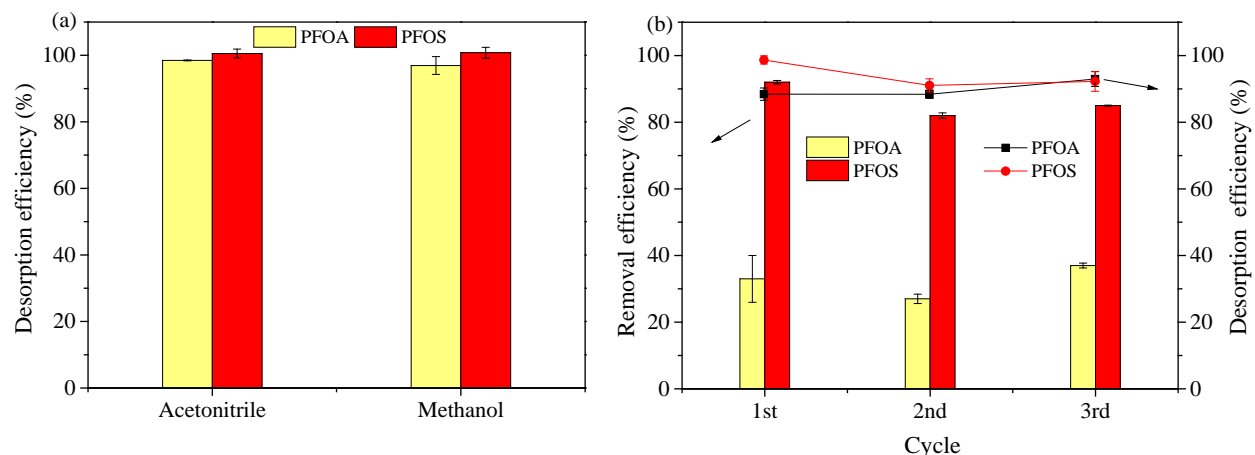 (a)
PFOA PFOS
100
80
60
40
20
0
Desorption efficiency (%)
Acetonitrile Methanol
(b)
100
80
60
40
20
0
Removal efficiency (%)
PFOA
PFOS
PFOA
PFOS
100
80
60
40
20
0
Desorption efficiency (%)
1st 2nd 3rd
Cycle